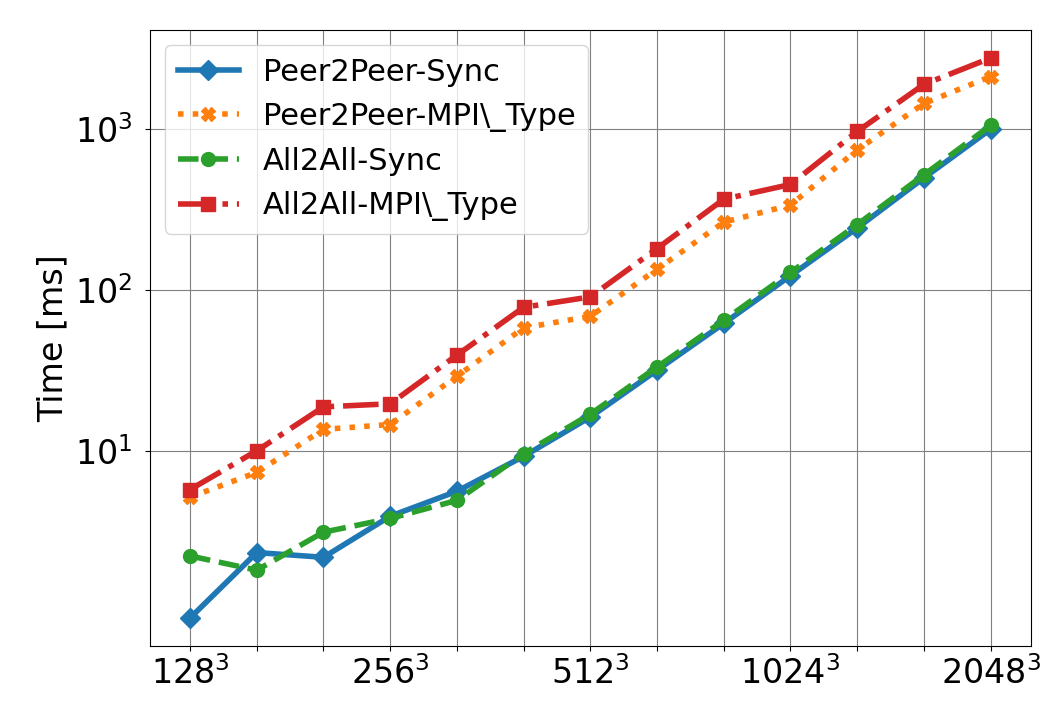 Peer2Peer-Sync
Peer2Peer-MPI\_Type
All2All-Sync
All2All-MPI\_Type
Time [ms]
10³
10²
10¹
128³ 256³ 512³ 1024³ 2048³